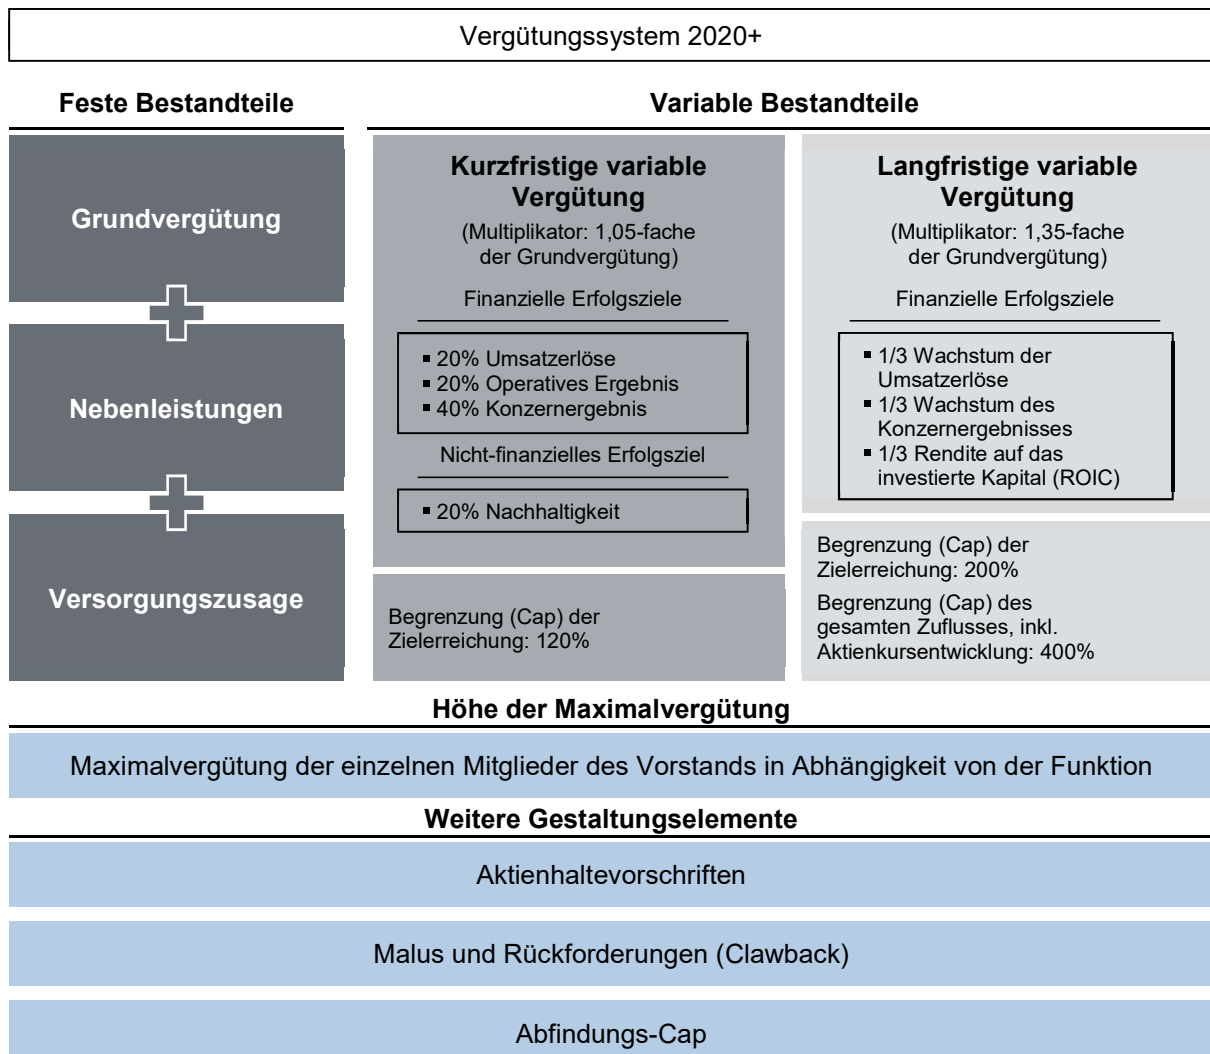 Vergütungssystem 2020+
Feste Bestandteile
Grundvergütung
Nebenleistungen
Versorgungszusage
Variable Bestandteile
Kurzfristige variable
Vergütung
(Multiplikator: 1,05-fache
der Grundvergütung)
Finanzielle Erfolgsziele
▪ 20% Umsatzerlöse
▪ 20% Operatives Ergebnis
▪ 40% Konzernergebnis
Nicht-finanzielles Erfolgsziel
▪ 20% Nachhaltigkeit
Begrenzung (Cap) der
Zielerreichung: 120%
Langfristige variable
Vergütung
(Multiplikator: 1,35-fache
der Grundvergütung)
Finanzielle Erfolgsziele
▪ 1/3 Wachstum der
Umsatzerlöse
▪ 1/3 Wachstum des
Konzernergebnisses
▪ 1/3 Rendite auf das
investierte Kapital (ROIC)
Begrenzung (Cap) der
Zielerreichung: 200%
Begrenzung (Cap) des
gesamten Zuflusses, inkl.
Aktienkursentwicklung: 400%
Höhe der Maximalvergütung
Maximalvergütung der einzelnen Mitglieder des Vorstands in Abhängigkeit von der Funktion
Weitere Gestaltungselemente
Aktienhaltevorschriften
Malus und Rückforderungen (Clawback)
Abfindungs-Cap